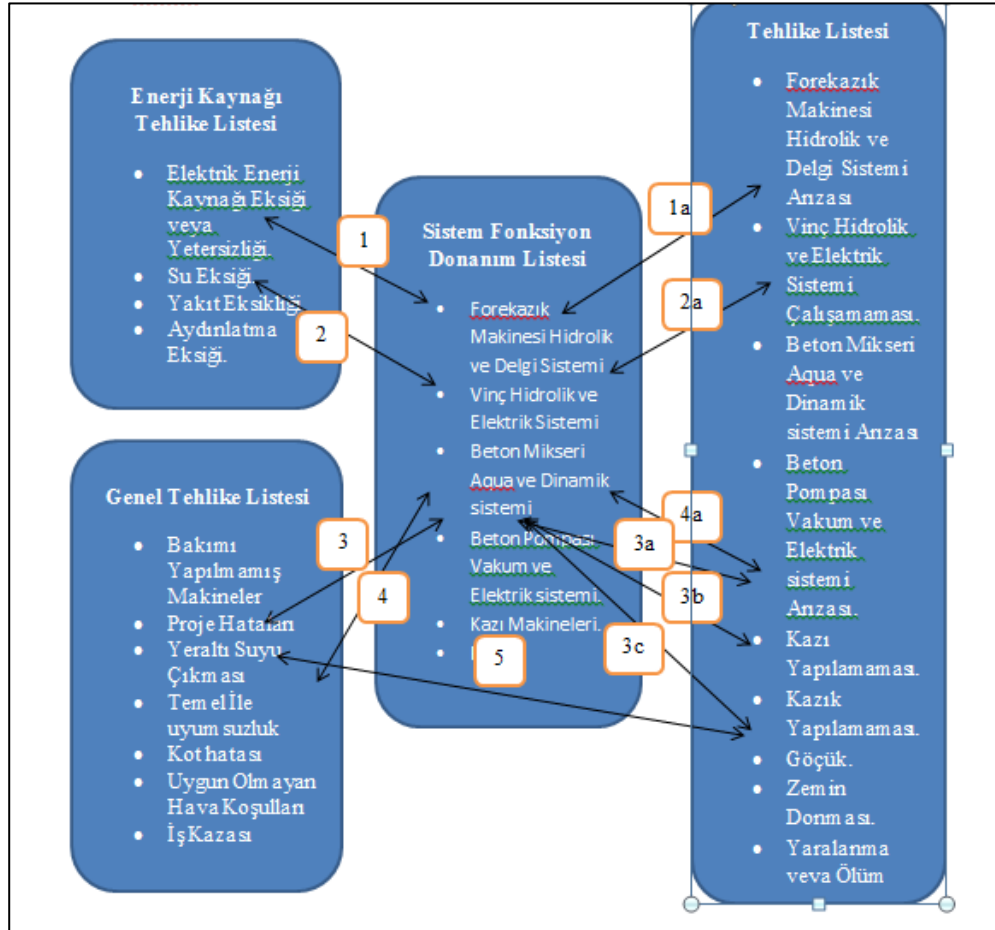 Enerji Kaynağı
Tehlike Listesi
• Elektrik Enerji
Kaynağı Eksiği
veya
Yetersizliği.
• Su Eksiği.
• Yakıt Eksikliği
• Aydınlatma
Eksiği.
Genel Tehlike Listesi
• Bakımı
Yapılmamış
Makineler
• Proje Hataları
• Yeraltı Suyu
Çıkması
• Temel İle
uyumsuzluk
• Kot hatası
• Uygun Olmayan
Hava Koşulları
• İş Kazası
1
2
3
4
Sistem Fonksiyon
Donanım Listesi
• Forekazık
Makinesi Hidrolik
ve Delgi Sistemi
• Vinç Hidrolik ve
Elektrik Sistemi
• Beton Mikseri
Aqua ve Dinamik
sistemi
• Beton Pompası
Vakum ve
Elektrik sistemi.
• Kazı Makineleri.
5
1a
2a
4a
3a
3b
3c
Tehlike Listesi
• Forekazık
Makinesi
Hidrolik ve
Delgi Sistemi
Arızası
• Vinç Hidrolik
ve Elektrik
Sistemi
Çalışamaması.
• Beton Mikseri
Aqua ve
Dinamik
sistemi Arızası
• Beton
Pompası
Vakum ve
Elektrik
sistemi
Arızası.
• Kazı
Yapılamaması.
• Kazık
Yapılamaması.
• Göçük.
• Zemin
Donması.
• Yaralanma
veya Ölüm